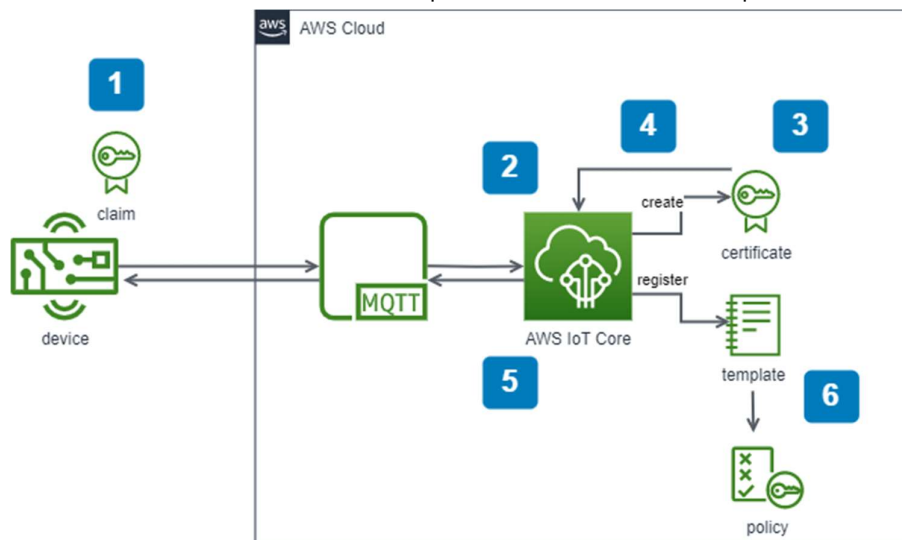 aws
AWS Cloud
1
4
3
2
claim
create
certificate
MQTT
register
device
AWS IoT Core
template
5
6
policy